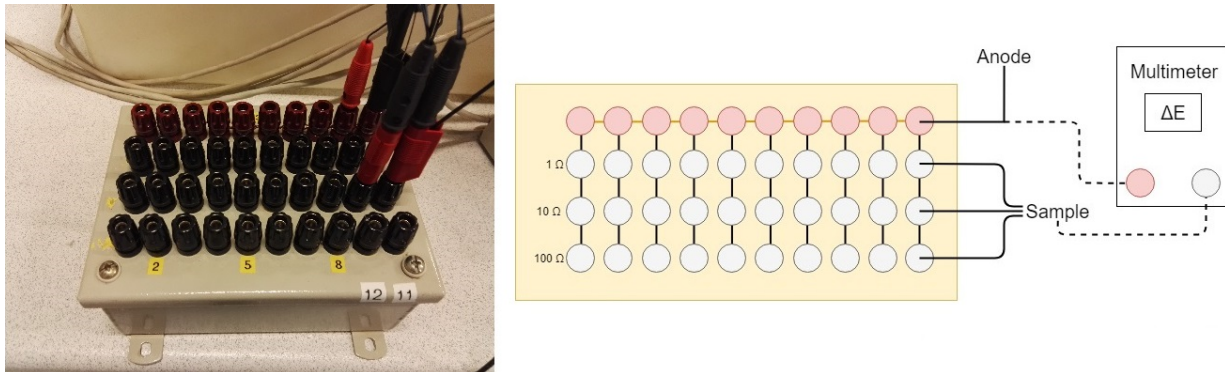 2
5
8
12
11
Anode
Multimeter
ΔE
1 Ω
10 Ω
Sample
100 Ω